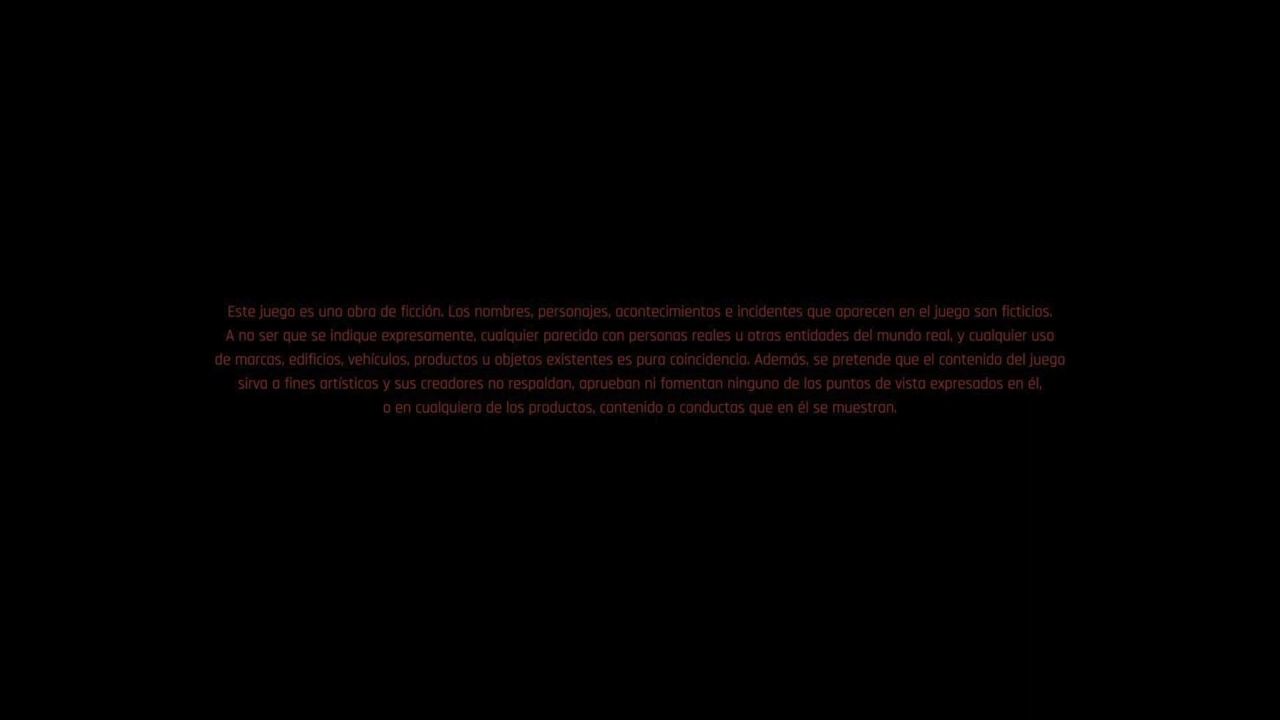 Este juego es una obra de ficción. Los nombres, personajes, acontecimientos e incidentes que aparecen en el juego son ficticios.
A no ser que se indique expresamente, cualquier parecido con personas reales u otras entidades del mundo real, y cualquier uso
de marcas, edificios, vehículos, productos u objetos existentes es pura coincidencia. Además, se pretende que el contenido del juego
sirva a fines artísticos y sus creadores no respaldan, aprueban ni fomentan ninguno de los puntos de vista expresados en él,
o en cualquiera de los productos, contenido o conductas que en él se muestran.